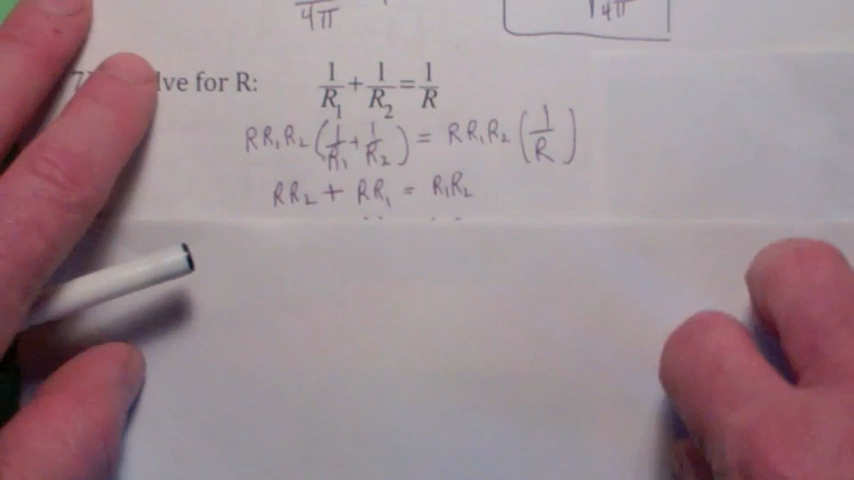 4π √4π
lve for R: 1/R₁ + 1/R₂ = 1/R
RR₁R₂ (1/R₁ + 1/R₂) = RR₁R₂ (1/R)
RR₂ + RR₁ = R₁R₂